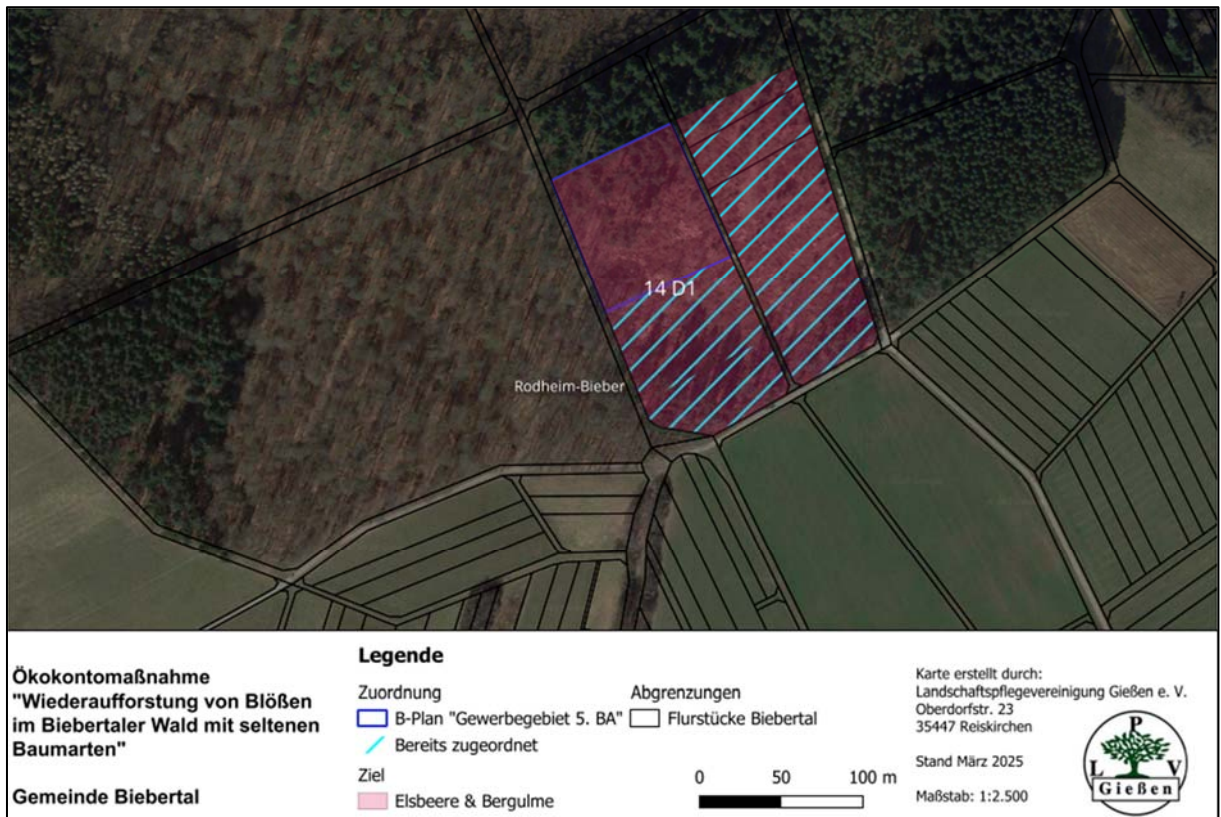 14 D1
Rodheim-Bieber
Ökokontomaßnahme
"Wiederaufforstung von Blößen
im Biebertaler Wald mit seltenen
Baumarten"
Gemeinde Biebertal
Legende
Zuordnung
B-Plan "Gewerbegebiet 5. BA"
Bereits zugeordnet
Ziel
Elsbeere & Bergulme
Abgrenzungen
Flurstücke Biebertal
0 50 100 m
Karte erstellt durch:
Landschaftspflegevereinigung Gießen e. V.
Oberdorfstr. 23
35447 Reiskirchen
Stand März 2025
Maßstab: 1:2.500
P
L V
Gießen